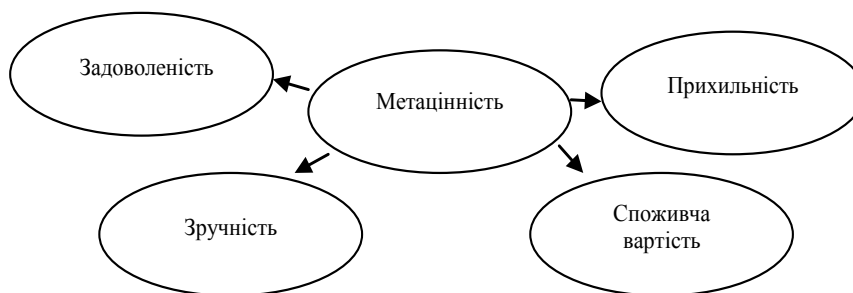 Задоволеність
Метацінність
Прихильність
Зручність
Споживча
вартість